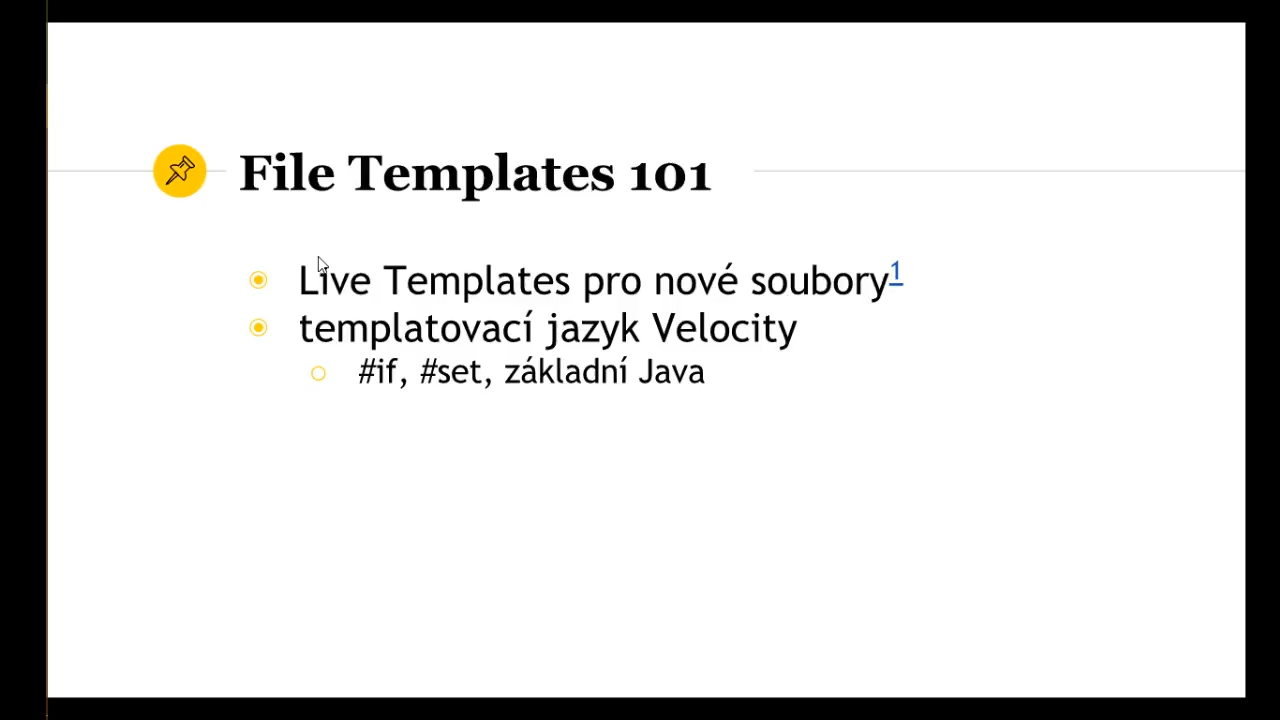 File Templates 101
Live Templates pro nové soubory1
templatovací jazyk Velocity
#if, #set, základní Java